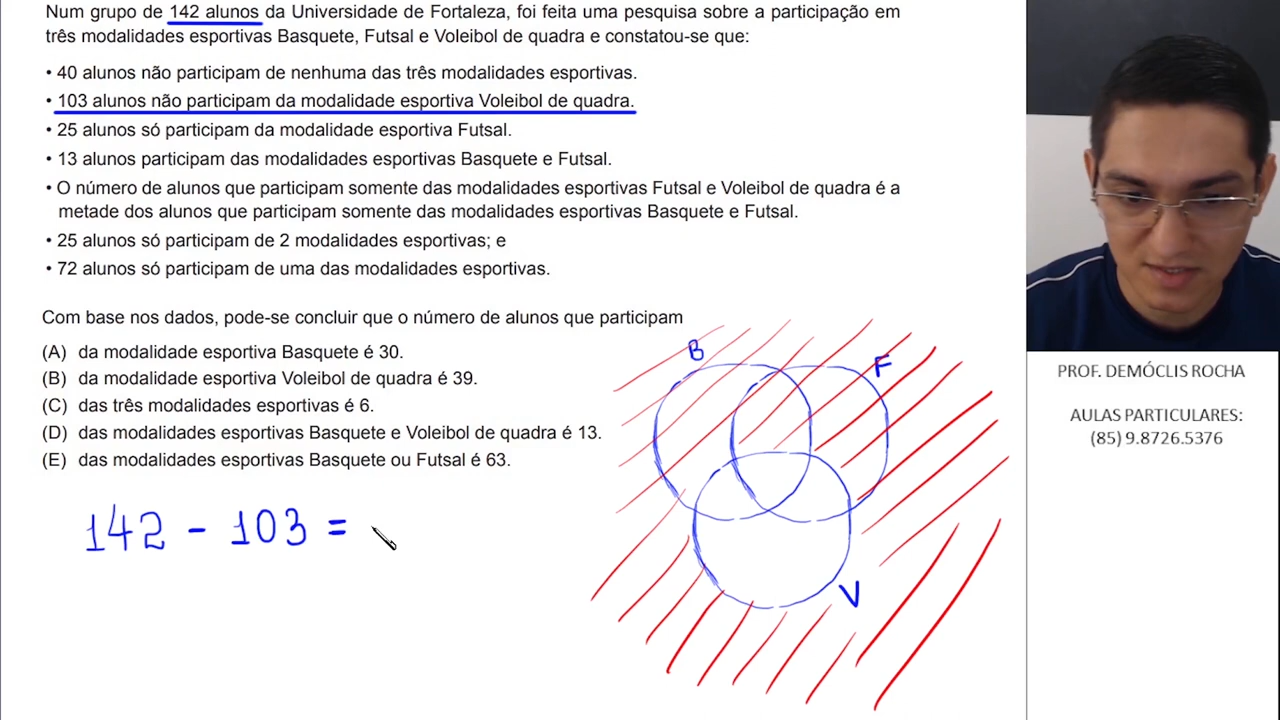 Num grupo de 142 alunos da Universidade de Fortaleza, foi feita uma pesquisa sobre a participação em
três modalidades esportivas Basquete, Futsal e Voleibol de quadra e constatou-se que:
• 40 alunos não participam de nenhuma das três modalidades esportivas.
• 103 alunos não participam da modalidade esportiva Voleibol de quadra.
• 25 alunos só participam da modalidade esportiva Futsal.
• 13 alunos participam das modalidades esportivas Basquete e Futsal.
• O número de alunos que participam somente das modalidades esportivas Futsal e Voleibol de quadra é a
metade dos alunos que participam somente das modalidades esportivas Basquete e Futsal.
• 25 alunos só participam de 2 modalidades esportivas; e
• 72 alunos só participam de uma das modalidades esportivas.
Com base nos dados, pode-se concluir que o número de alunos que participam
(A) da modalidade esportiva Basquete é 30.
(B) da modalidade esportiva Voleibol de quadra é 39.
(C) das três modalidades esportivas é 6.
(D) das modalidades esportivas Basquete e Voleibol de quadra é 13.
(E) das modalidades esportivas Basquete ou Futsal é 63.
142 - 103 =
B
F
V
PROF. DEMÓCLIS ROCHA
AULAS PARTICULARES:
(85) 9.8726.5376